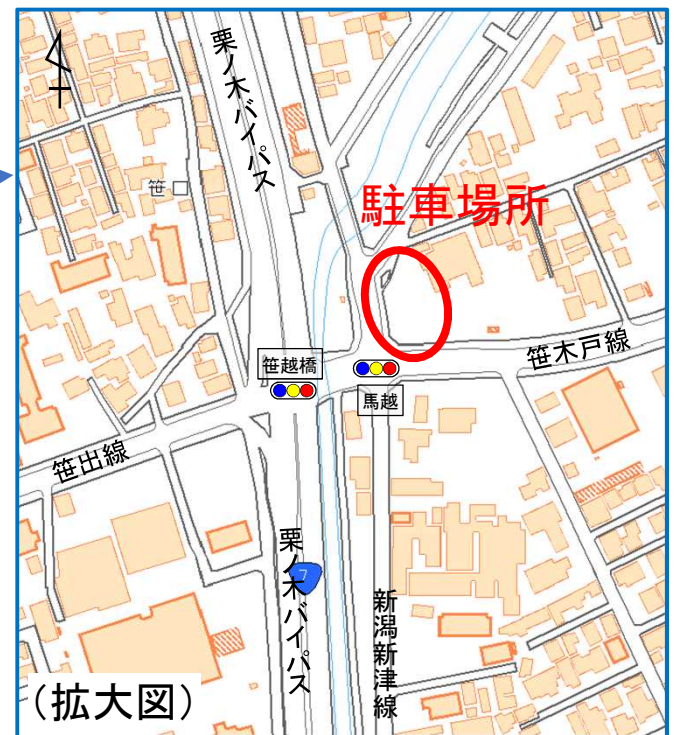 栗ノ木バイパス
笹
駐車場所
笹木戸線
笹越橋
馬越
笹出線
栗ノ木バイパス
7
新潟新津線
(拡大図)